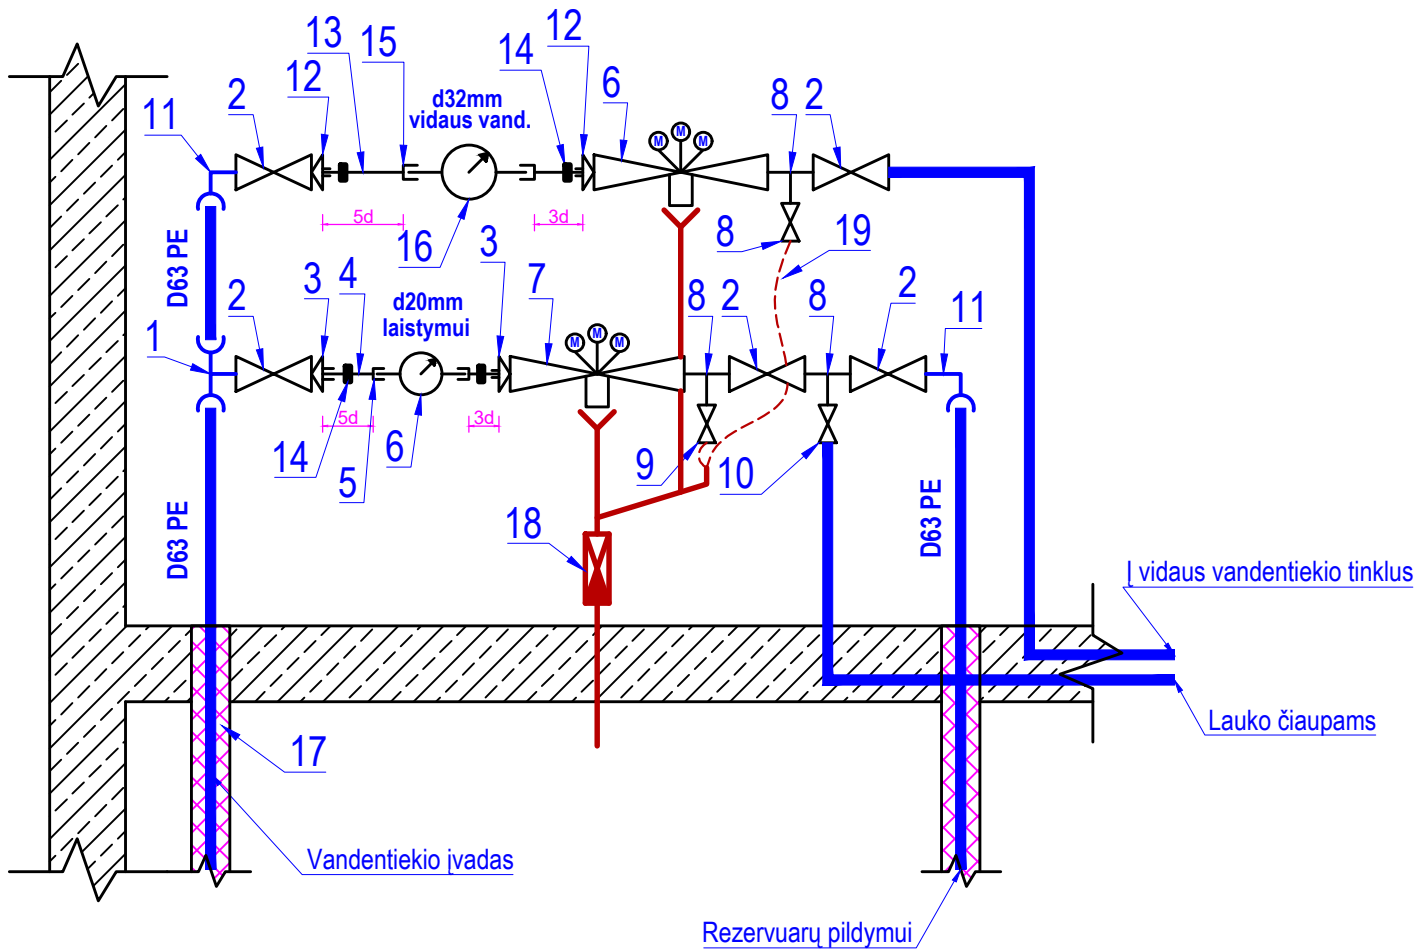 13
15
12
14
12
6
8
2
2
11
d32mm
vidaus vand.
M
M
M
5d
3d
16
8
19
D63 PE
2
3
4
d20mm
laistymui
3
7
8
2
8
2
11
1
M
M
M
5d
3d
14
5
6
9
10
D63 PE
18
D63 PE
Į vidaus vandentiekio tinklus
Lauko čiaupams
17
Vandentiekio įvadas
Rezervuarų pildymui